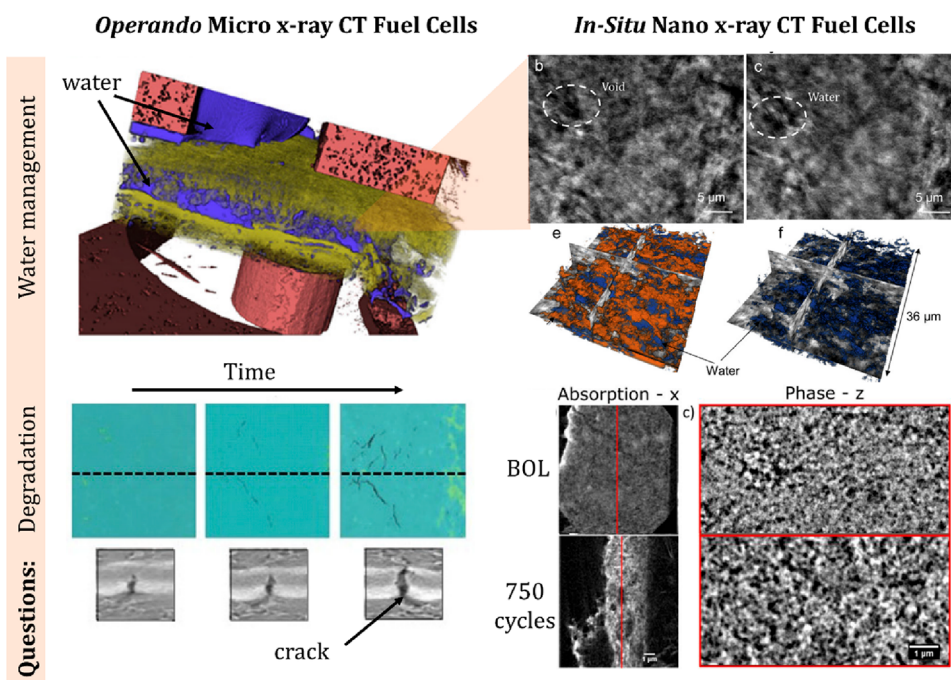 Operando Micro x-ray CT Fuel Cells
In-Situ Nano x-ray CT Fuel Cells
Water management
water
b
Void
5 µm
c
Water
5 µm
e
f
36 µm
Water
Degradation
Time
Absorption - x
c)
Phase - z
BOL
750
cycles
1 µm
1 µm
Questions:
crack